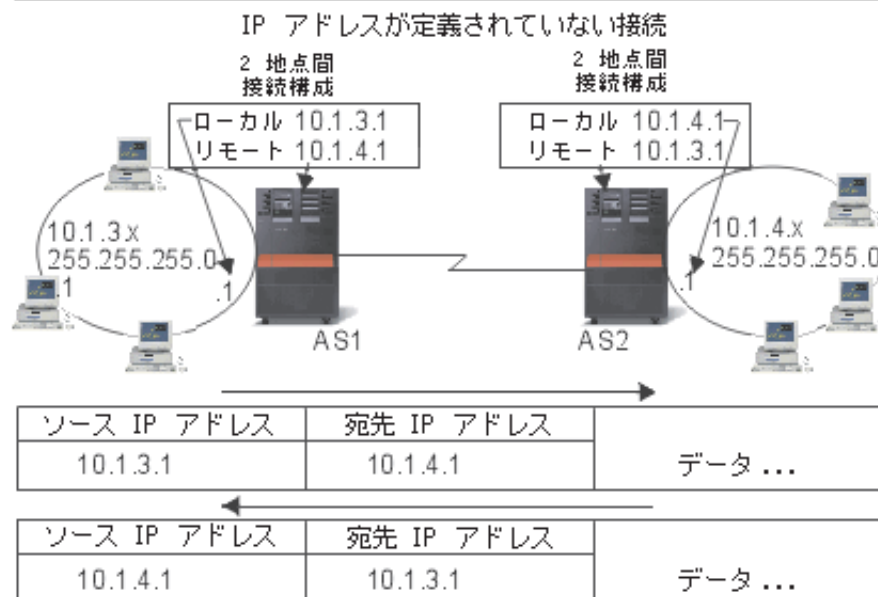 IP アドレスが定義されていない接続
2 地点間
接続構成
2 地点間
接続構成
ローカル 10.1.3.1
リモート 10.1.4.1
ローカル 10.1.4.1
リモート 10.1.3.1
10.1.3.x
255.255.255.0
.1
.1
10.1.4.x
255.255.255.0
.1
AS1
AS2
ソース IP アドレス 宛先 IP アドレス
10.1.3.1 10.1.4.1 データ...
ソース IP アドレス 宛先 IP アドレス
10.1.4.1 10.1.3.1 データ...